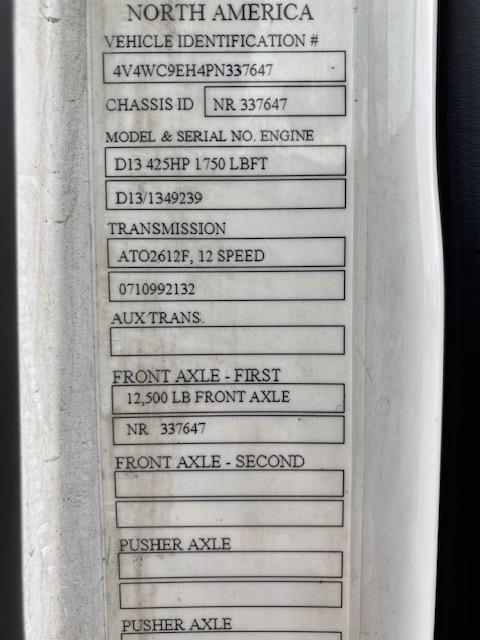 NORTH AMERICA
VEHICLE IDENTIFICATION #
4V4WC9EH4PN337647
CHASSIS ID NR 337647
MODEL & SERIAL NO. ENGINE
D13 425HP 1750 LBFT
D13/1349239
TRANSMISSION
ATO2612F, 12 SPEED
0710992132
AUX TRANS.
FRONT AXLE - FIRST
12,500 LB FRONT AXLE
NR 337647
FRONT AXLE - SECOND
PUSHER AXLE
PUSHER AXLE